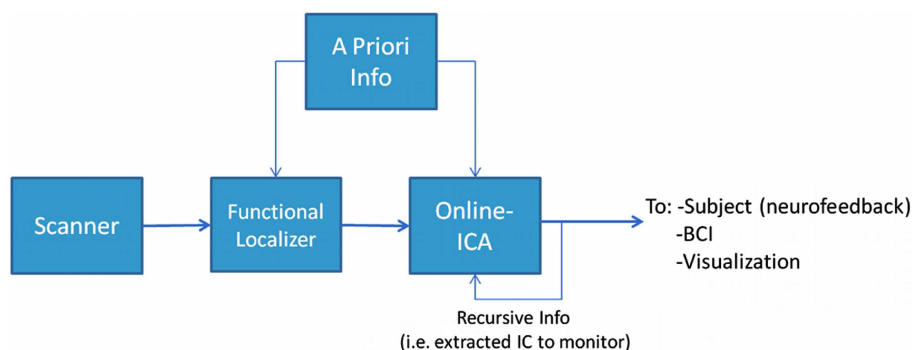 A Priori
Info
Scanner
Functional
Localizer
Online-
ICA
To: -Subject (neurofeedback)
-BCI
-Visualization
Recursive Info
(i.e. extracted IC to monitor)